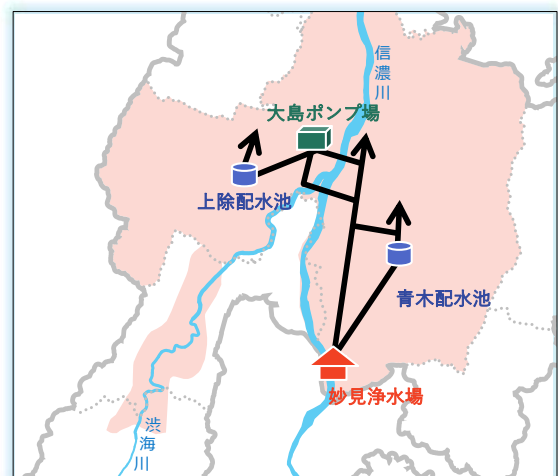 信濃川
大島ポンプ場
上除配水池
青木配水池
妙見浄水場
渋海川